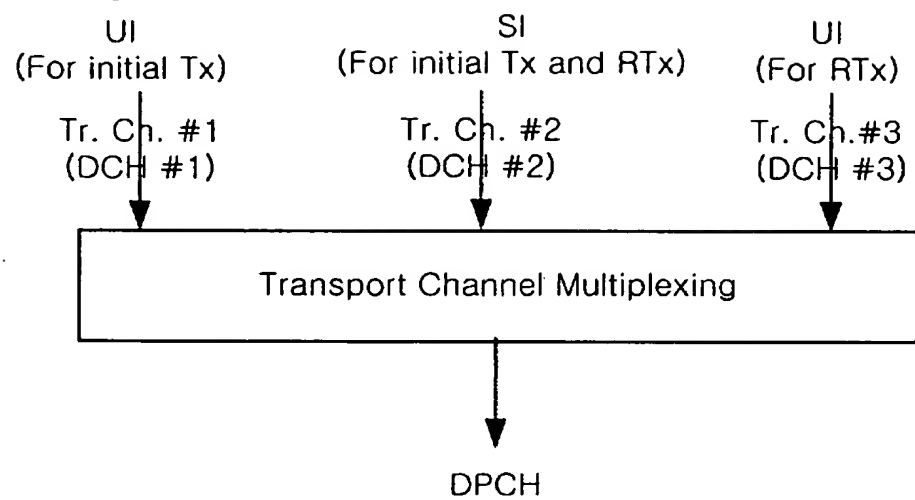 UI
(For initial Tx)
SI
(For initial Tx and RTx)
UI
(For RTx)
Tr. Ch. #1
(DCH #1)
Tr. Ch. #2
(DCH #2)
Tr. Ch.#3
(DCH #3)
Transport Channel Multiplexing
DPCH